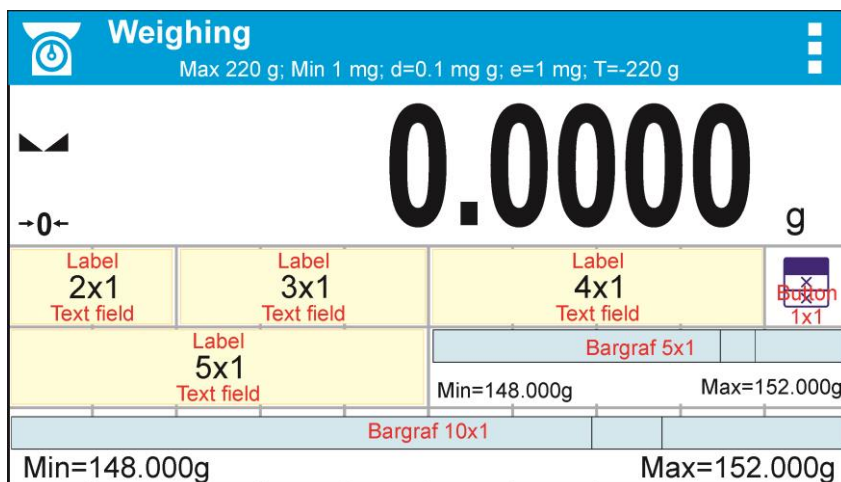 Weighing
Max 220 g; Min 1 mg; d=0.1 mg g; e=1 mg; T=-220 g
0.0000
→0← g
Label Label Label
2x1 3x1 4x1 Button
Text field Text field Text field 1x1
Label
5x1
Text field
Bargraf 5x1
Min=148.000g Max=152.000g
Bargraf 10x1
Min=148.000g Max=152.000g